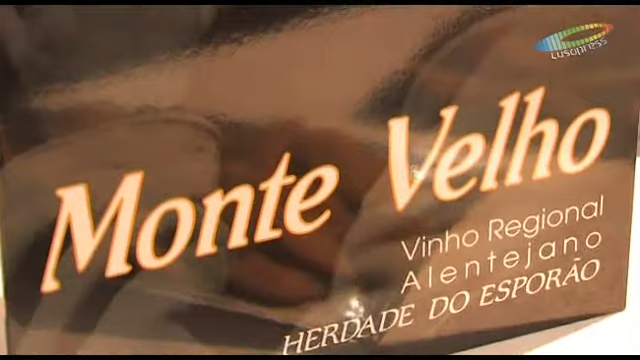 Lusopress
Monte Velho
Vinho Regional
Alentejano
HERDADE DO ESPORÃO